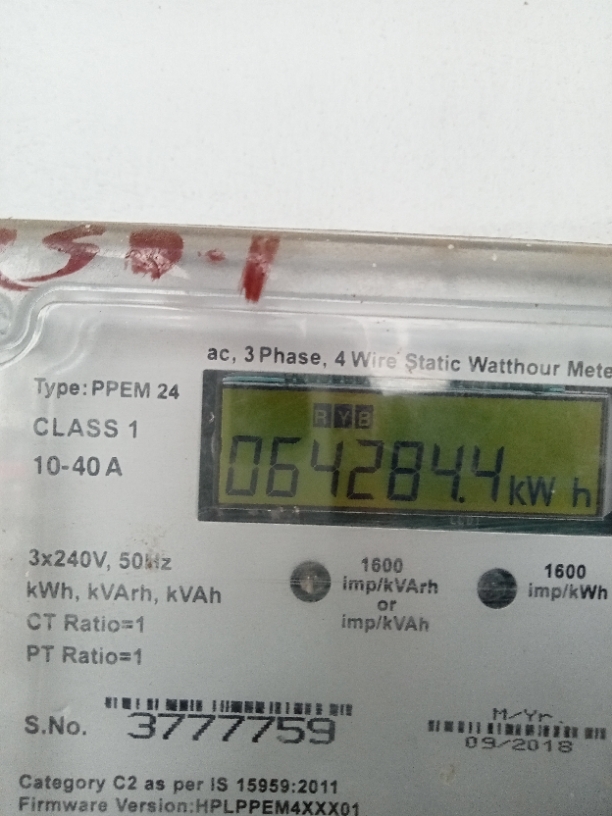 ac, 3 Phase, 4 Wire Static Watthour Mete
Type: PPEM 24
CLASS 1
10-40 A
R Y B
064284.4 kW h
3x240V, 50Hz
kWh, kVArh, kVAh
CT Ratio=1
PT Ratio=1
1600
imp/kVArh
or
imp/kVAh
1600
imp/kWh
S.No. 3777759
M/Yr.
09/2018
Category C2 as per IS 15959:2011
Firmware Version:HPLPPEM4XXX01